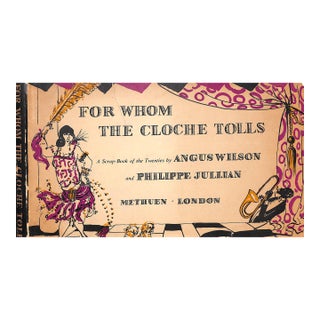 FOR WHOM THE CLOCHE TOLL
FOR WHOM
THE CLOCHE TOLLS
A Scrap-Book of the Twenties by ANGUS WILSON
AND PHILIPPE JULLIAN
METHUEN · LONDON